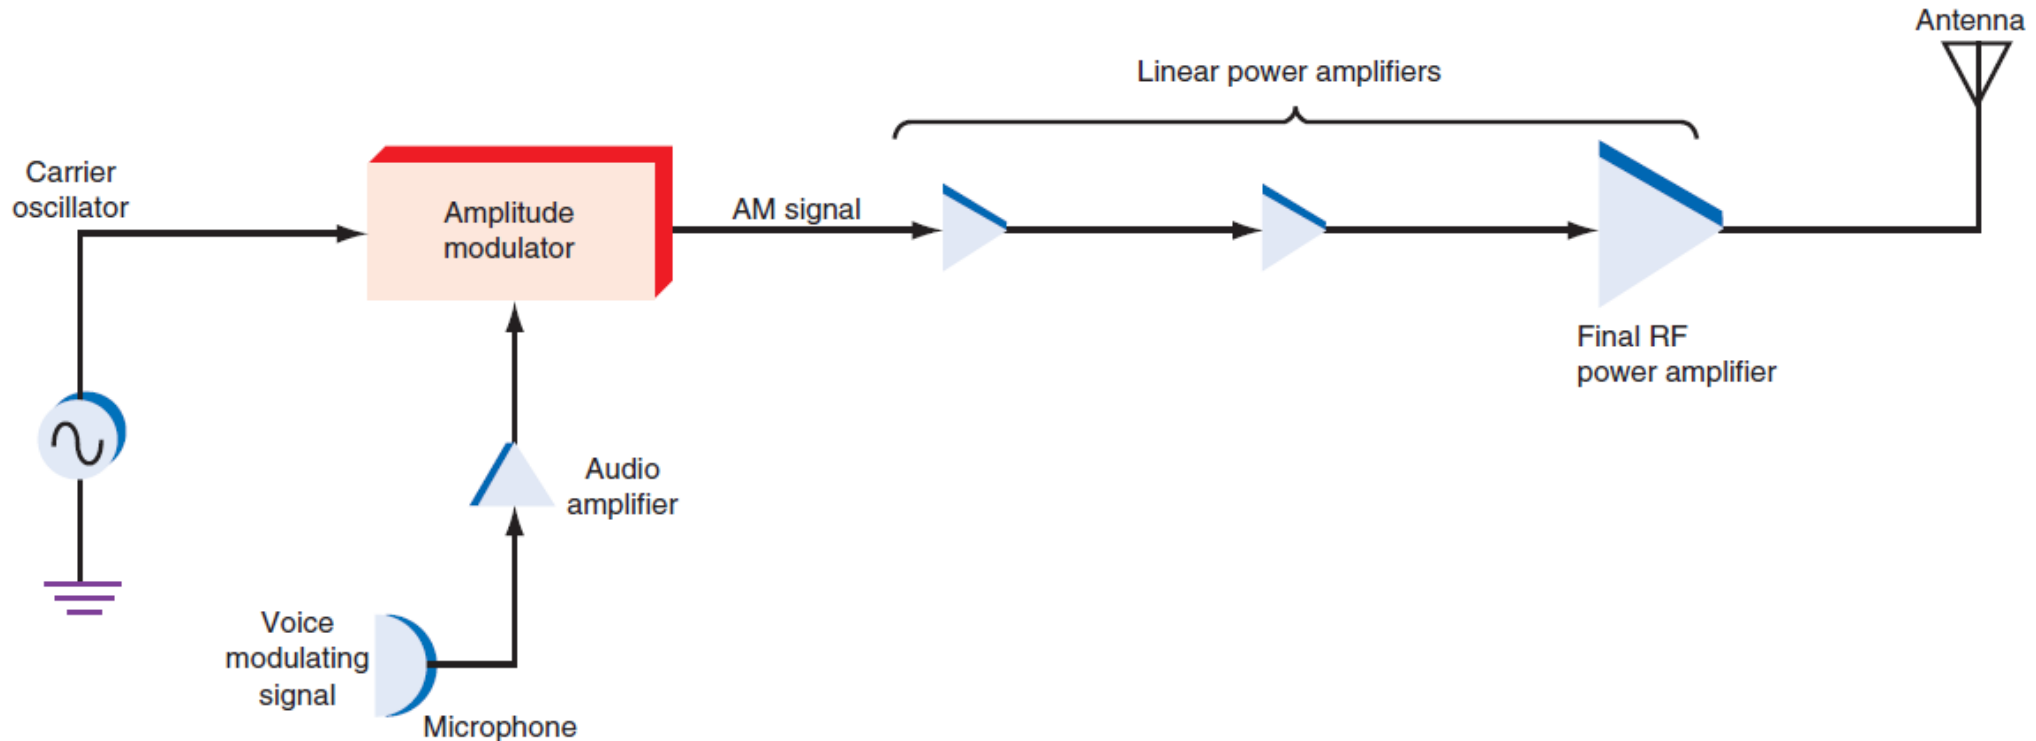 Antenna
Linear power amplifiers
Carrier
oscillator
Amplitude
modulator
AM signal
Final RF
power amplifier
Audio
amplifier
Voice
modulating
signal
Microphone